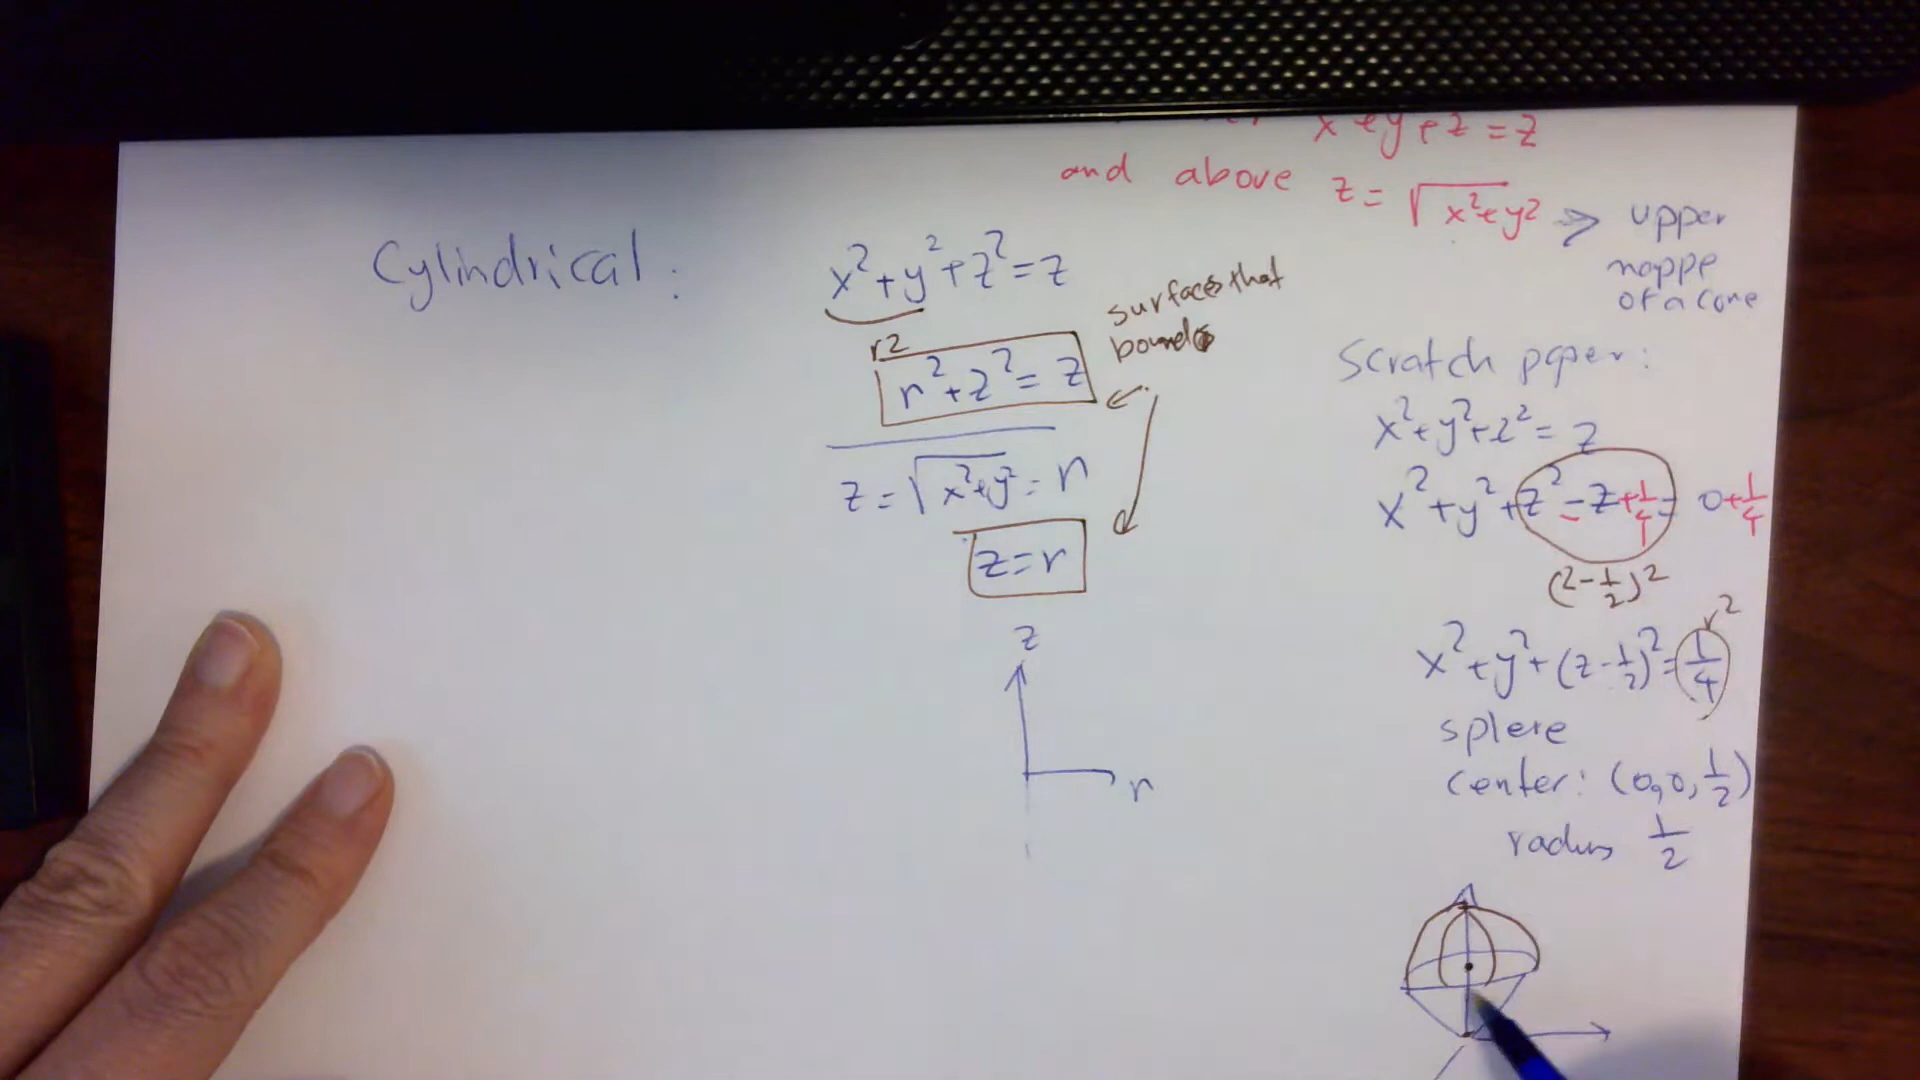 x²+y²+z² = z
and above z = √x²+y² ⇒ upper
nappe
of a cone
Cylindrical :
x²+y²+z²=z
r²
r²+z²=z
surfaces that
bound
z = √x²+y² = r
z=r
z
r
Scratch paper:
x²+y²+z² = z
x²+y²+z²-z+1/4 = 0+1/4
(z-1/2)²
x²+y²+(z-1/2)²=1/4
r²
sphere
center: (0,0,1/2)
radius 1/2